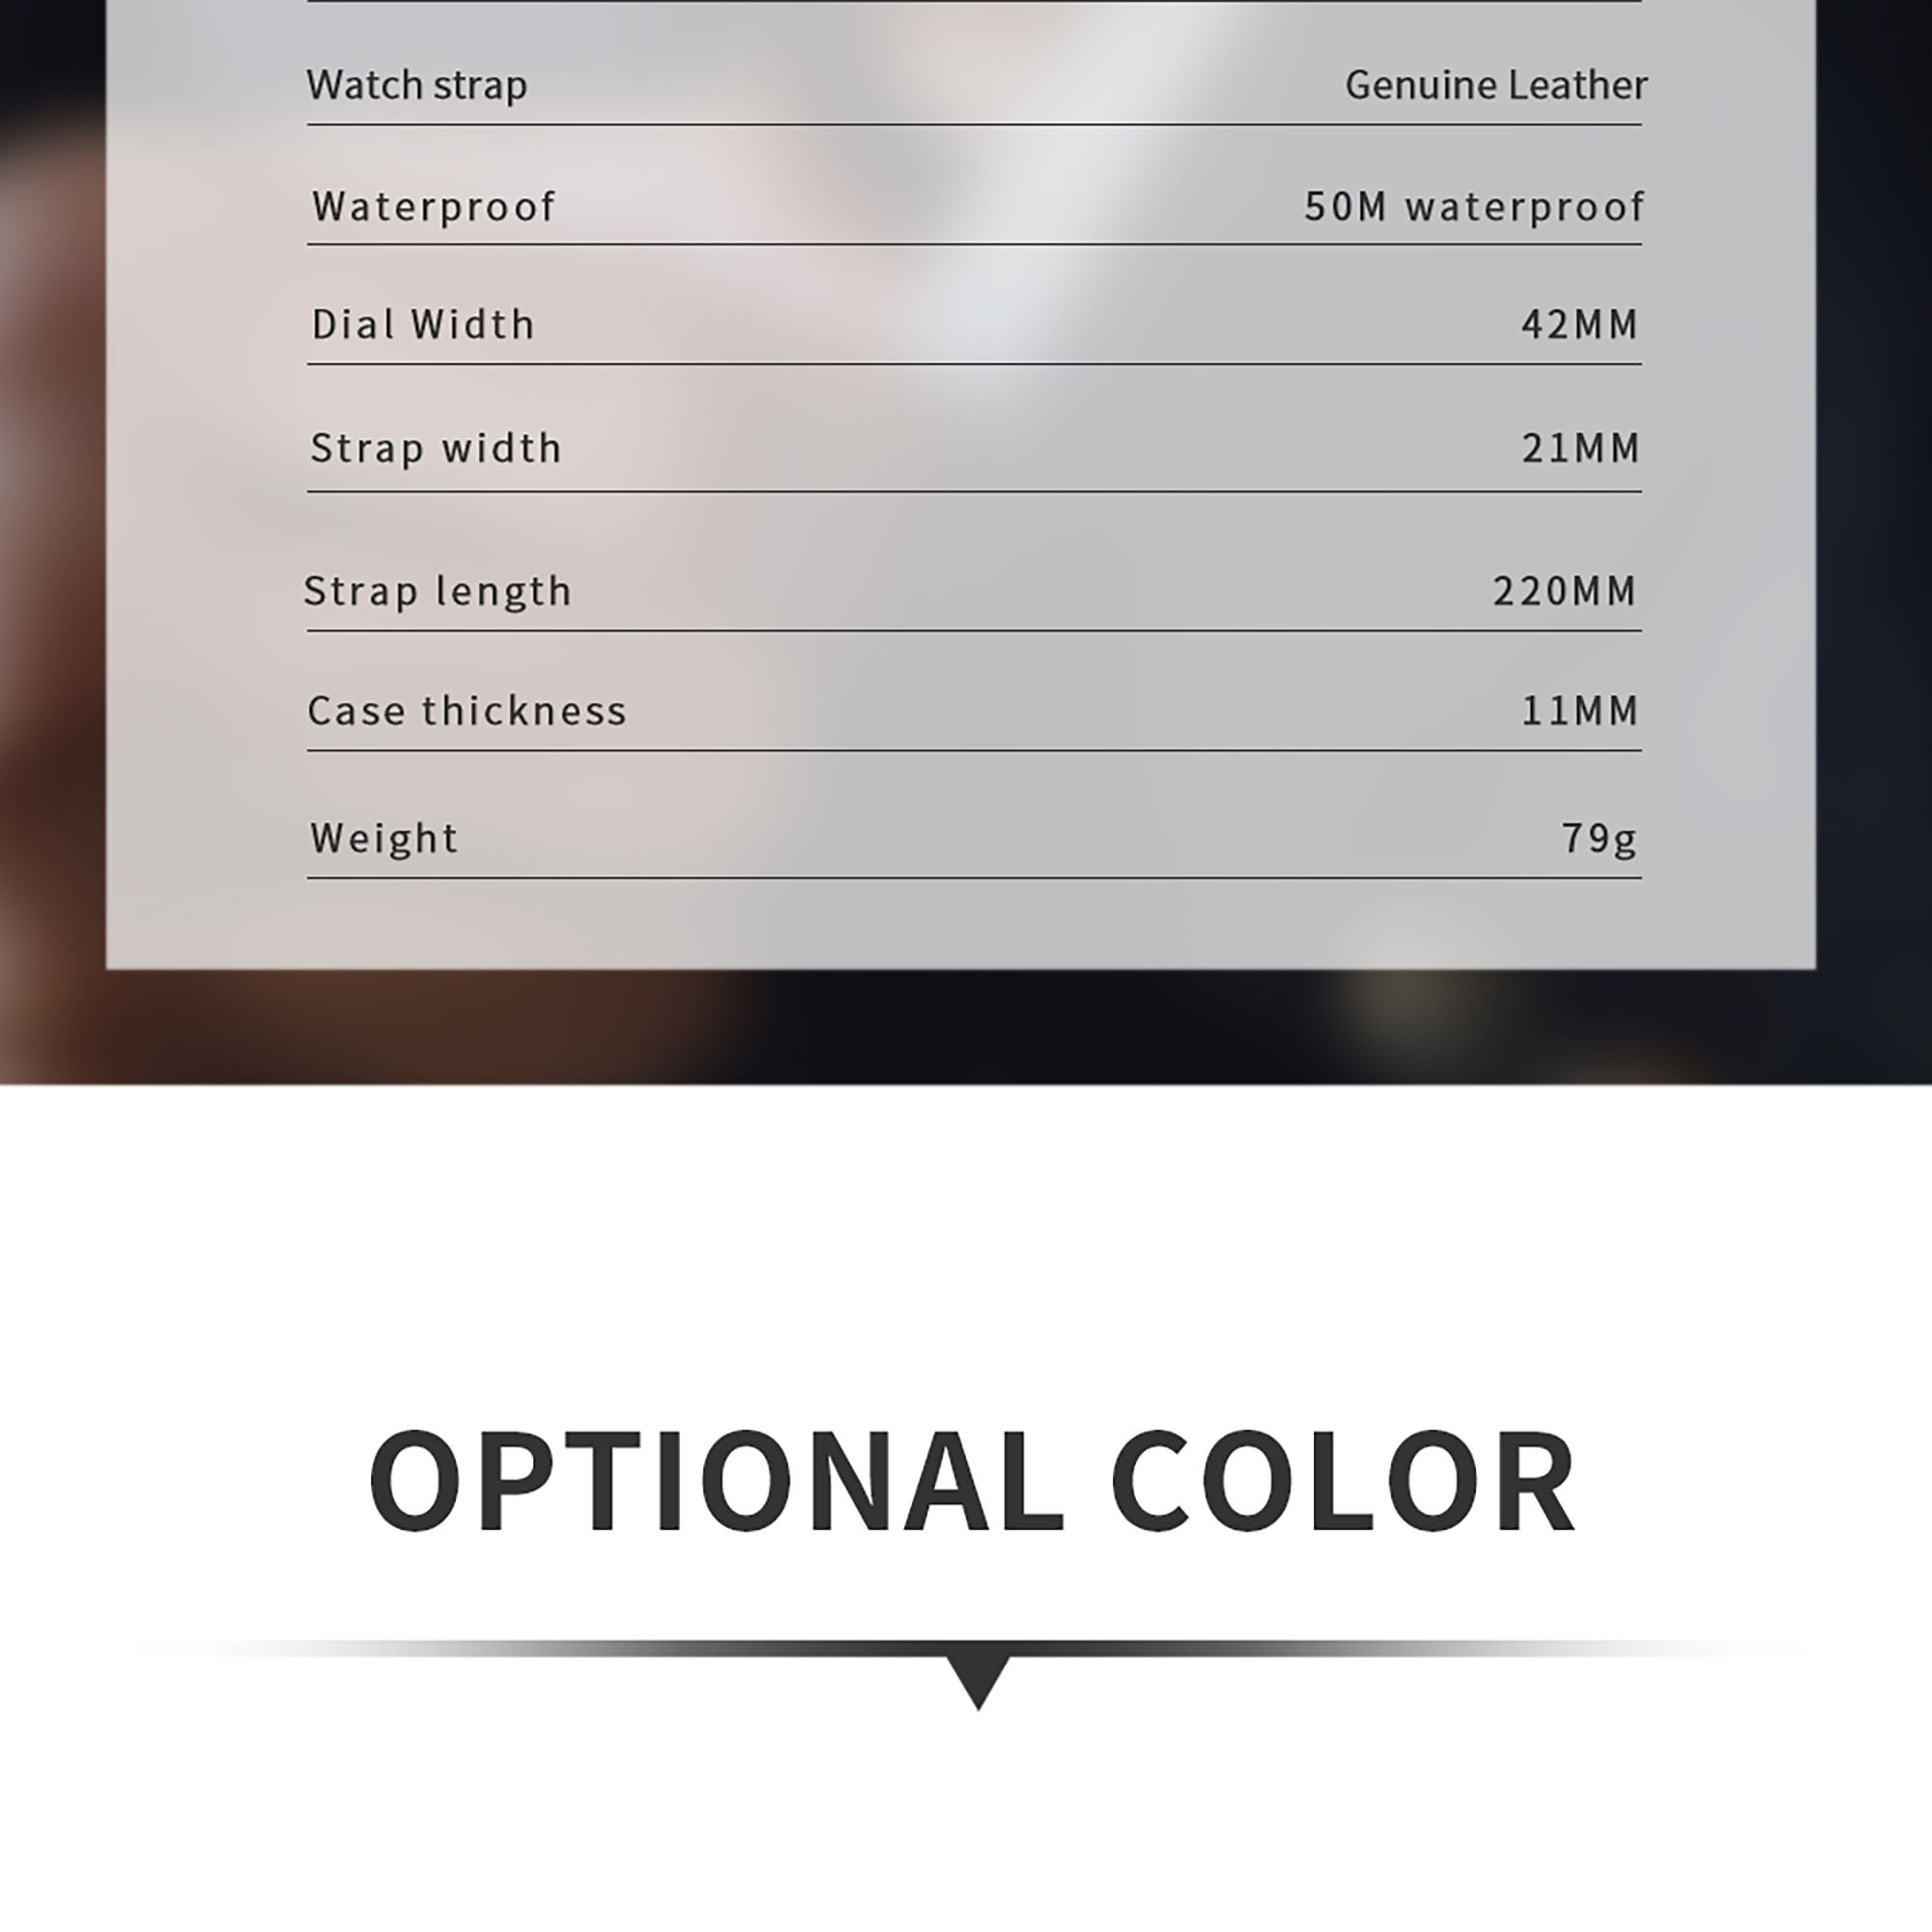 Watch strap Genuine Leather
Waterproof 50M waterproof
Dial Width 42MM
Strap width 21MM
Strap length 220MM
Case thickness 11MM
Weight 79g
OPTIONAL COLOR